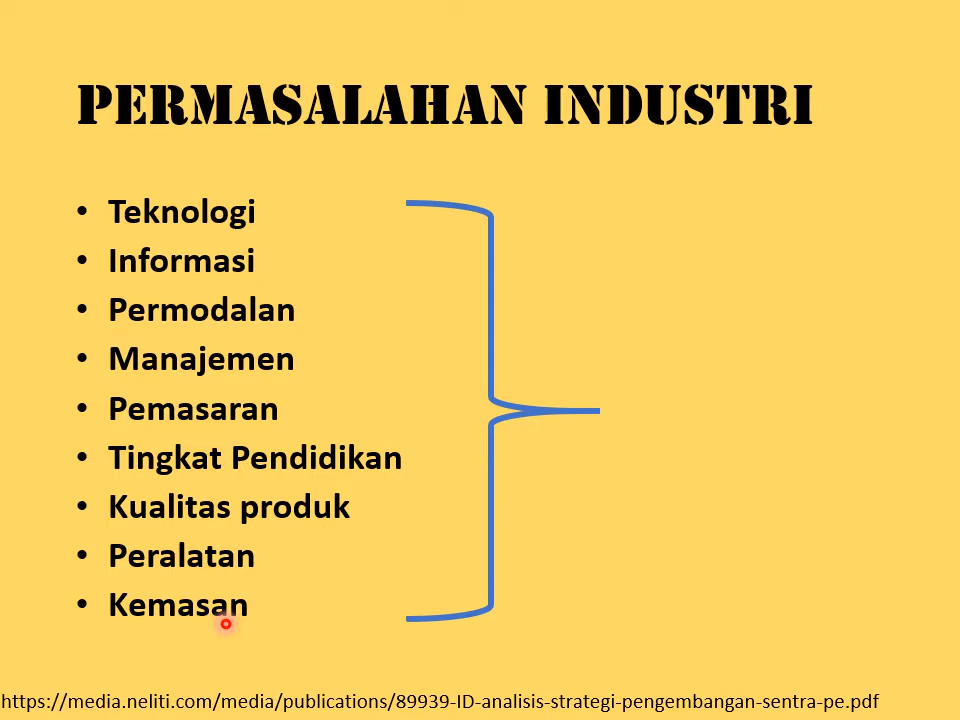 PERMASALAHAN INDUSTRI
• Teknologi
• Informasi
• Permodalan
• Manajemen
• Pemasaran
• Tingkat Pendidikan
• Kualitas produk
• Peralatan
• Kemasan
https://media.neliti.com/media/publications/89939-ID-analisis-strategi-pengembangan-sentra-pe.pdf